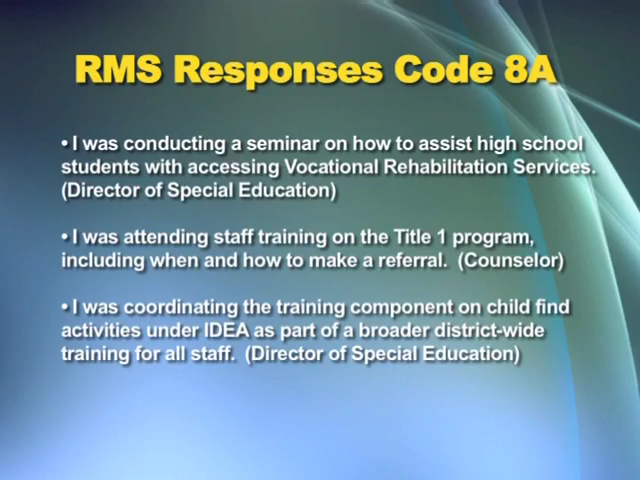 RMS Responses Code 8A
• I was conducting a seminar on how to assist high school
students with accessing Vocational Rehabilitation Services.
(Director of Special Education)
• I was attending staff training on the Title 1 program,
including when and how to make a referral.  (Counselor)
• I was coordinating the training component on child find
activities under IDEA as part of a broader district-wide
training for all staff.  (Director of Special Education)